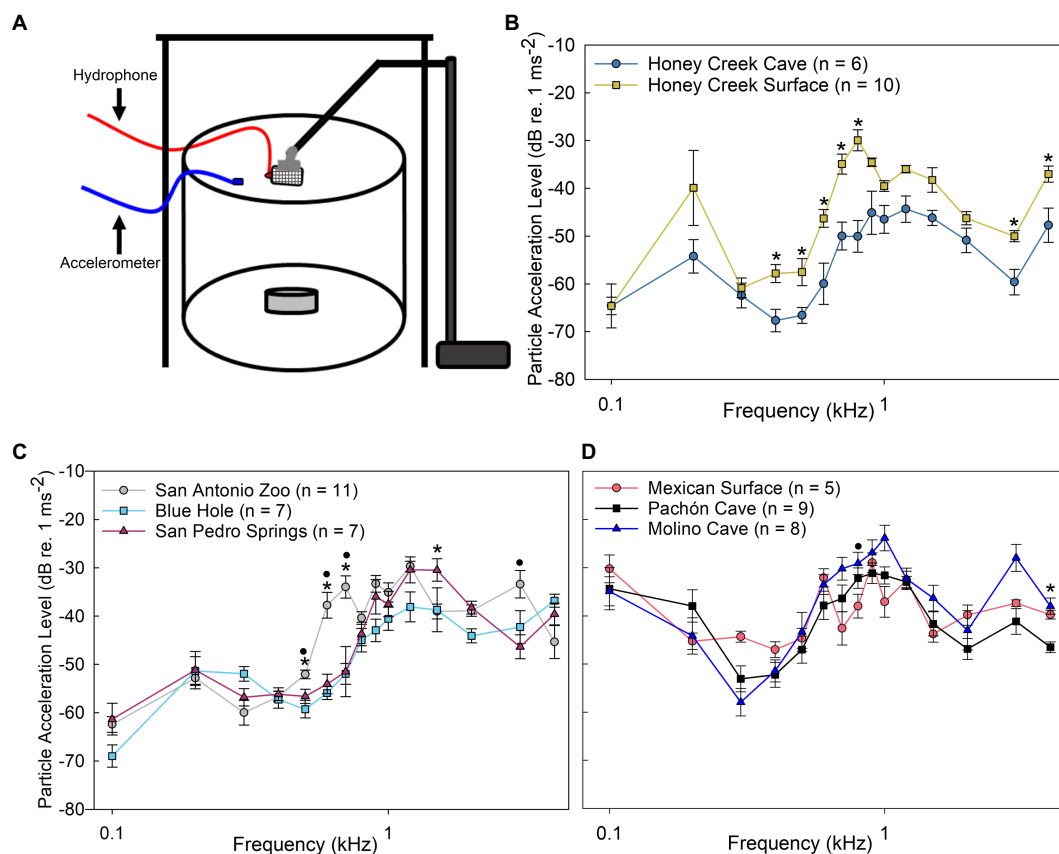 A
Hydrophone
Accelerometer
B
Particle Acceleration Level (dB re. 1 ms-2)
-10
-20
-30
-40
-50
-60
-70
-80
Honey Creek Cave (n = 6)
Honey Creek Surface (n = 10)
*
*
*
*
*
*
*
0.1
1
Frequency (kHz)
C
Particle Acceleration Level (dB re. 1 ms-2)
-10
-20
-30
-40
-50
-60
-70
-80
San Antonio Zoo (n = 11)
Blue Hole (n = 7)
San Pedro Springs (n = 7)
*
*
*
*
0.1
1
Frequency (kHz)
D
Mexican Surface (n = 5)
Pachón Cave (n = 9)
Molino Cave (n = 8)
*
0.1
1
Frequency (kHz)